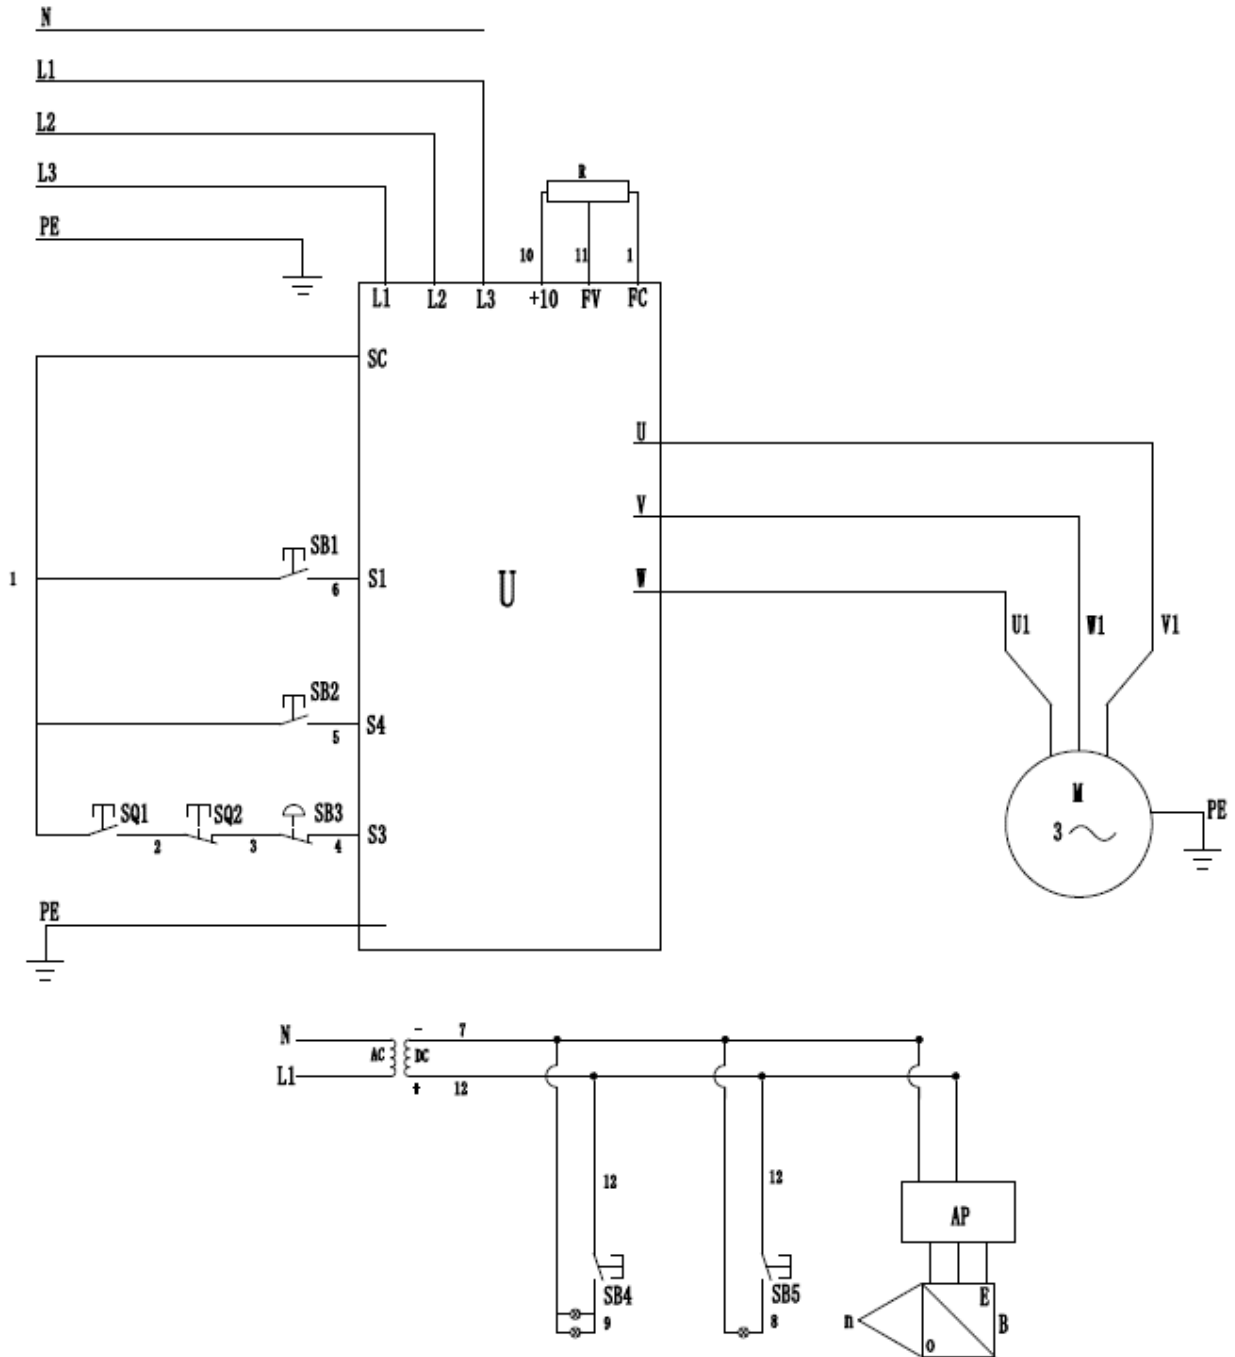 N
L1
L2
L3
PE
R
10 11 1
L1 L2 L3 +10 FV FC
SC
U
V
SB1
1 6 S1 U W
U1 W1 V1
SB2
5 S4
SQ1 SQ2 SB3
2 3 4 S3
M
3
PE
PE
N AC - DC 7
L1 + 12
12 12
AP
SB4 SB5
9 8
E
n B
O